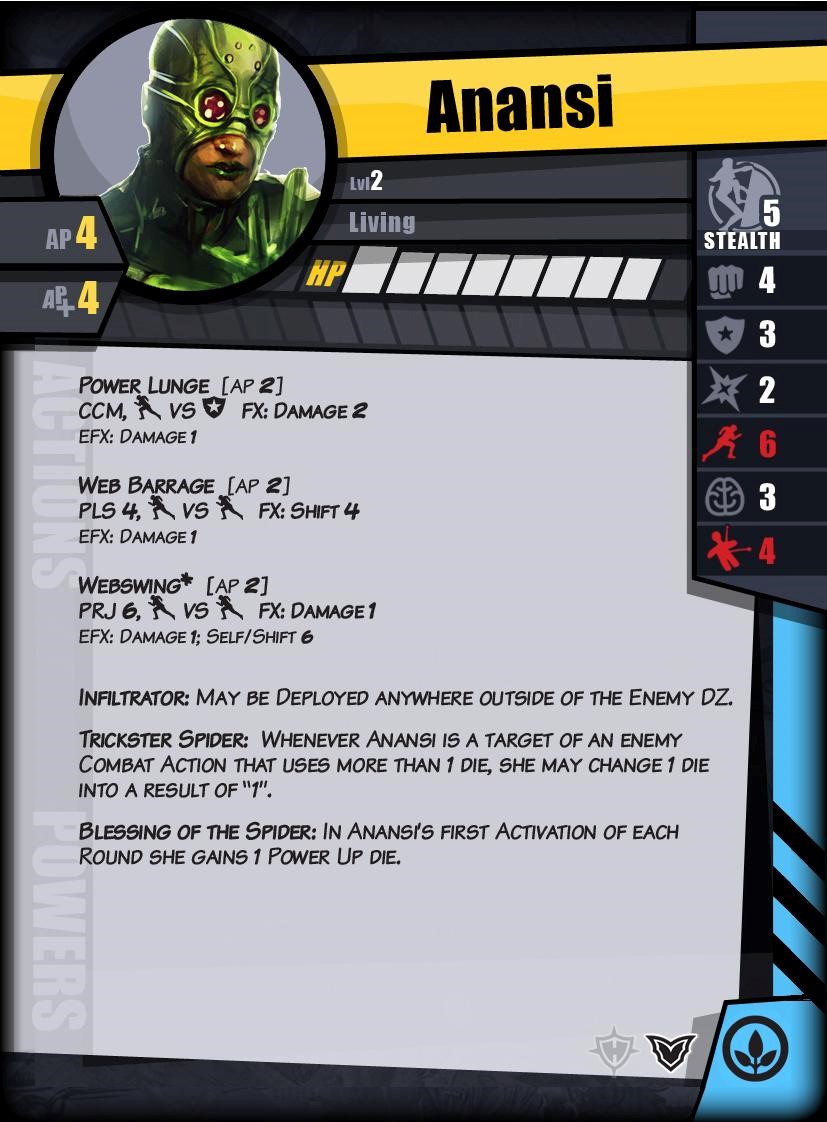 Anansi
Lvl2
Living
AP 4
AP+ 4
HP
5
STEALTH
4
3
2
6
3
4
ACTIONS
POWER LUNGE [AP 2]
CCM, VS FX: DAMAGE 2
EFX: DAMAGE 1
WEB BARRAGE [AP 2]
PLS 4, VS FX: SHIFT 4
EFX: DAMAGE 1
WEBSWING* [AP 2]
PRJ 6, VS FX: DAMAGE 1
EFX: DAMAGE 1; SELF/SHIFT 6
POWERS
INFILTRATOR: MAY BE DEPLOYED ANYWHERE OUTSIDE OF THE ENEMY DZ.
TRICKSTER SPIDER: WHENEVER ANANSI IS A TARGET OF AN ENEMY
COMBAT ACTION THAT USES MORE THAN 1 DIE, SHE MAY CHANGE 1 DIE
INTO A RESULT OF "1".
BLESSING OF THE SPIDER: IN ANANSI'S FIRST ACTIVATION OF EACH
ROUND SHE GAINS 1 POWER UP DIE.